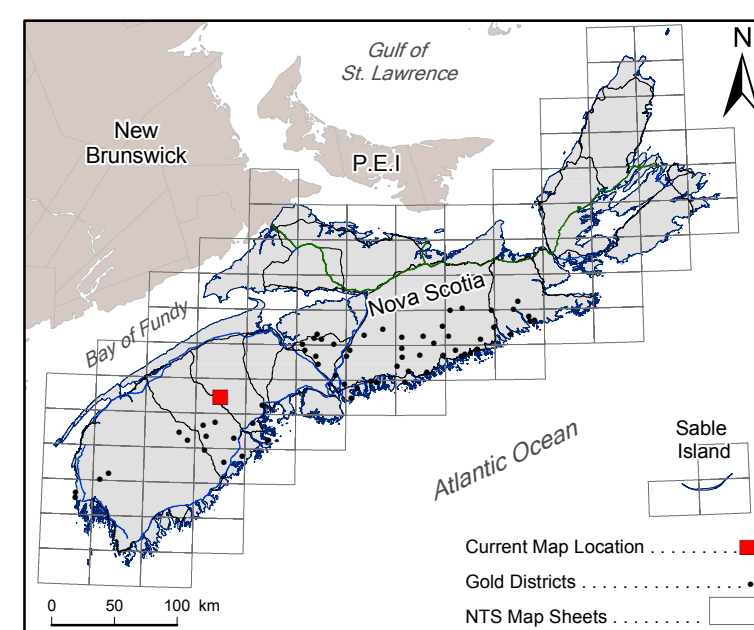 Gulf of
St. Lawrence
N
New
Brunswick
P.E.I
Nova Scotia
Bay of Fundy
Atlantic Ocean
Sable
Island
Current Map Location . . . . . . . . .
Gold Districts . . . . . . . . . . . . . . . . .
NTS Map Sheets . . . . . . . . .
0 50 100 km